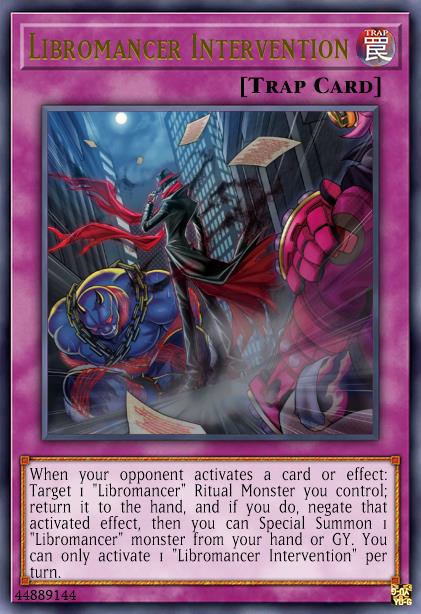 Libromancer Intervention
TRAP
罠
[Trap Card]
When your opponent activates a card or effect:
Target 1 "Libromancer" Ritual Monster you control;
return it to the hand, and if you do, negate that
activated effect, then you can Special Summon 1
"Libromancer" monster from your hand or GY. You
can only activate 1 "Libromancer Intervention" per
turn.
44889144